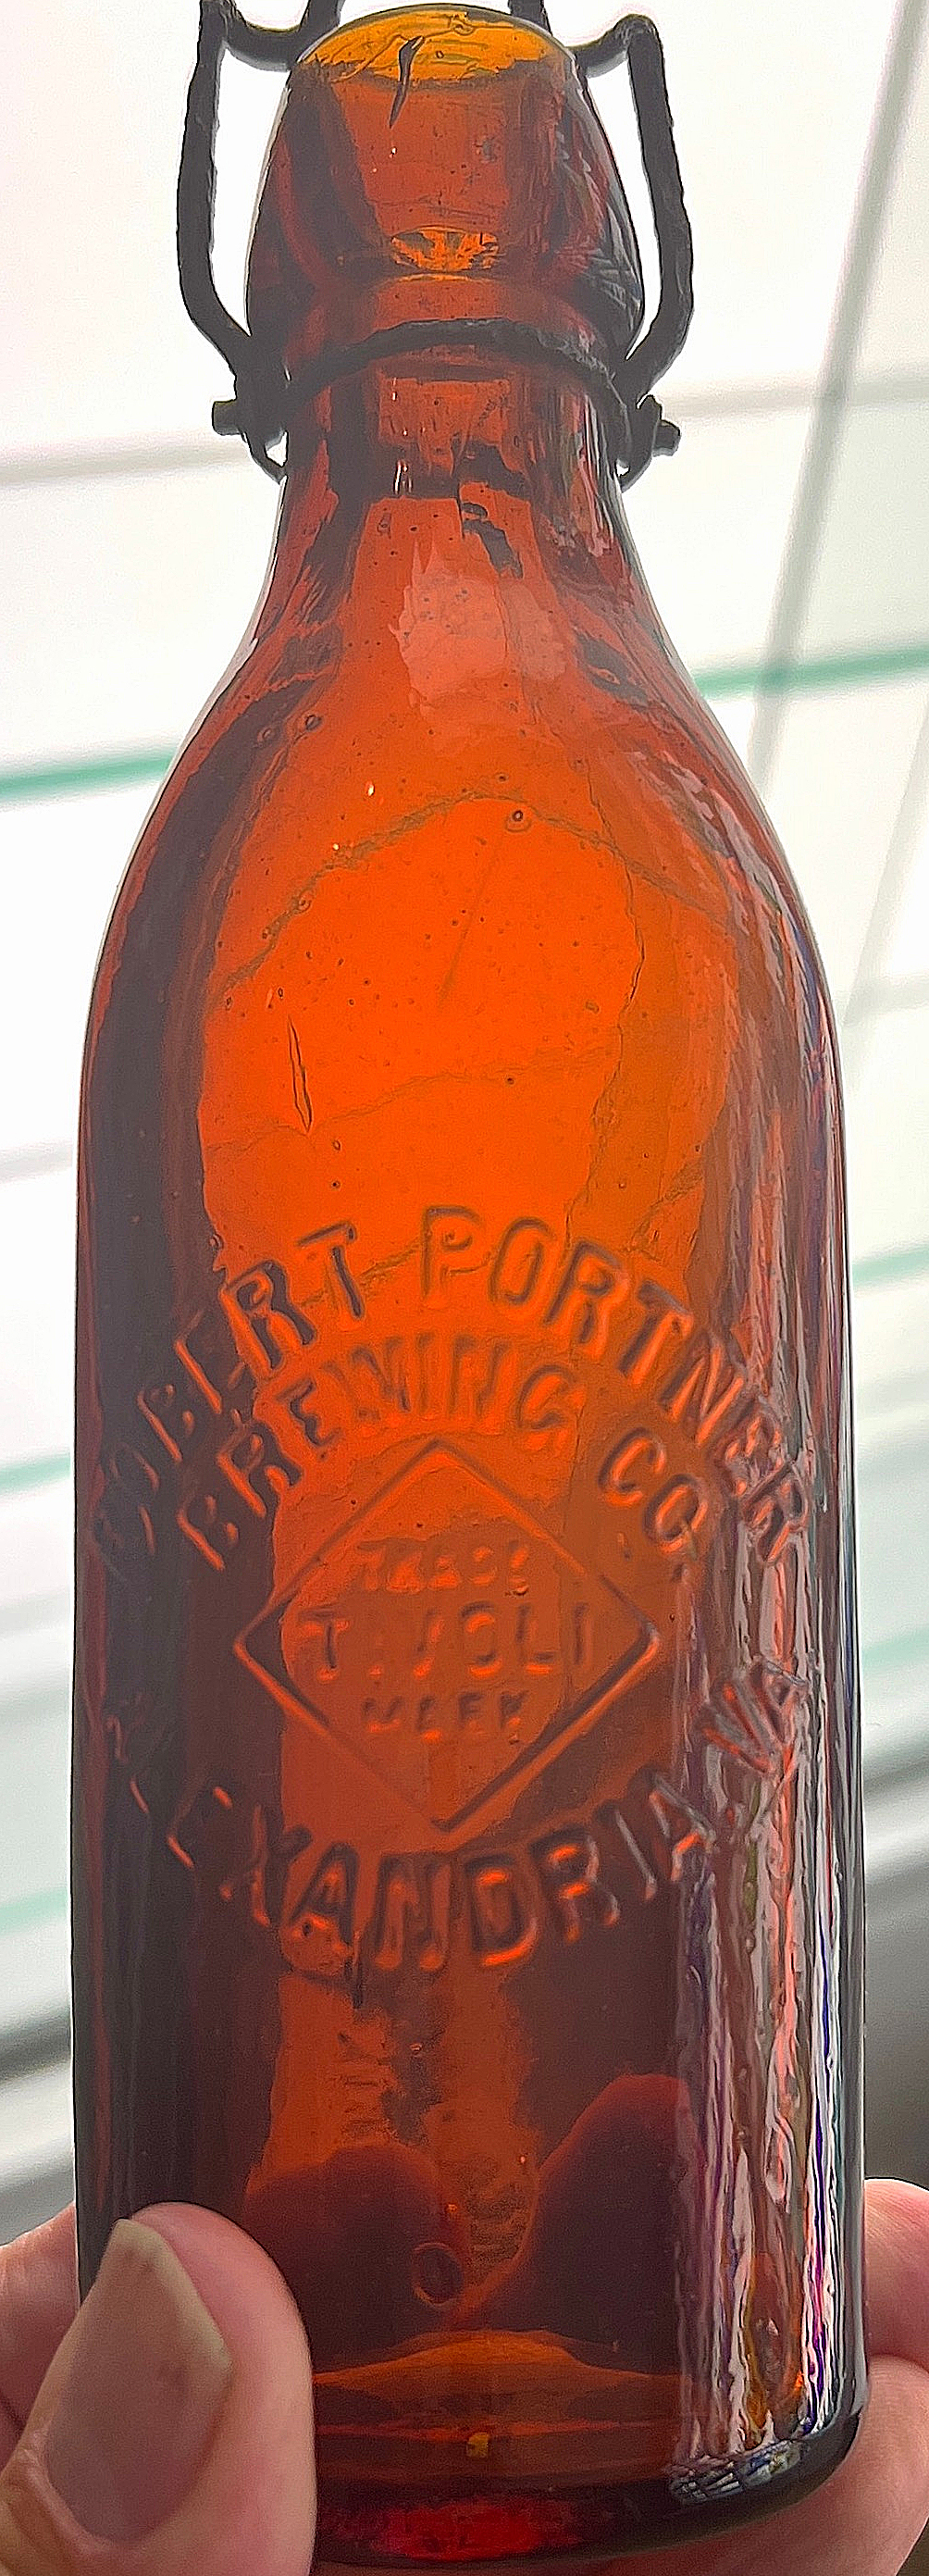 ROBERT PORTNER
BREWING CO
TRADE
TIVOLI
MARK
ALEXANDRIA, VA.